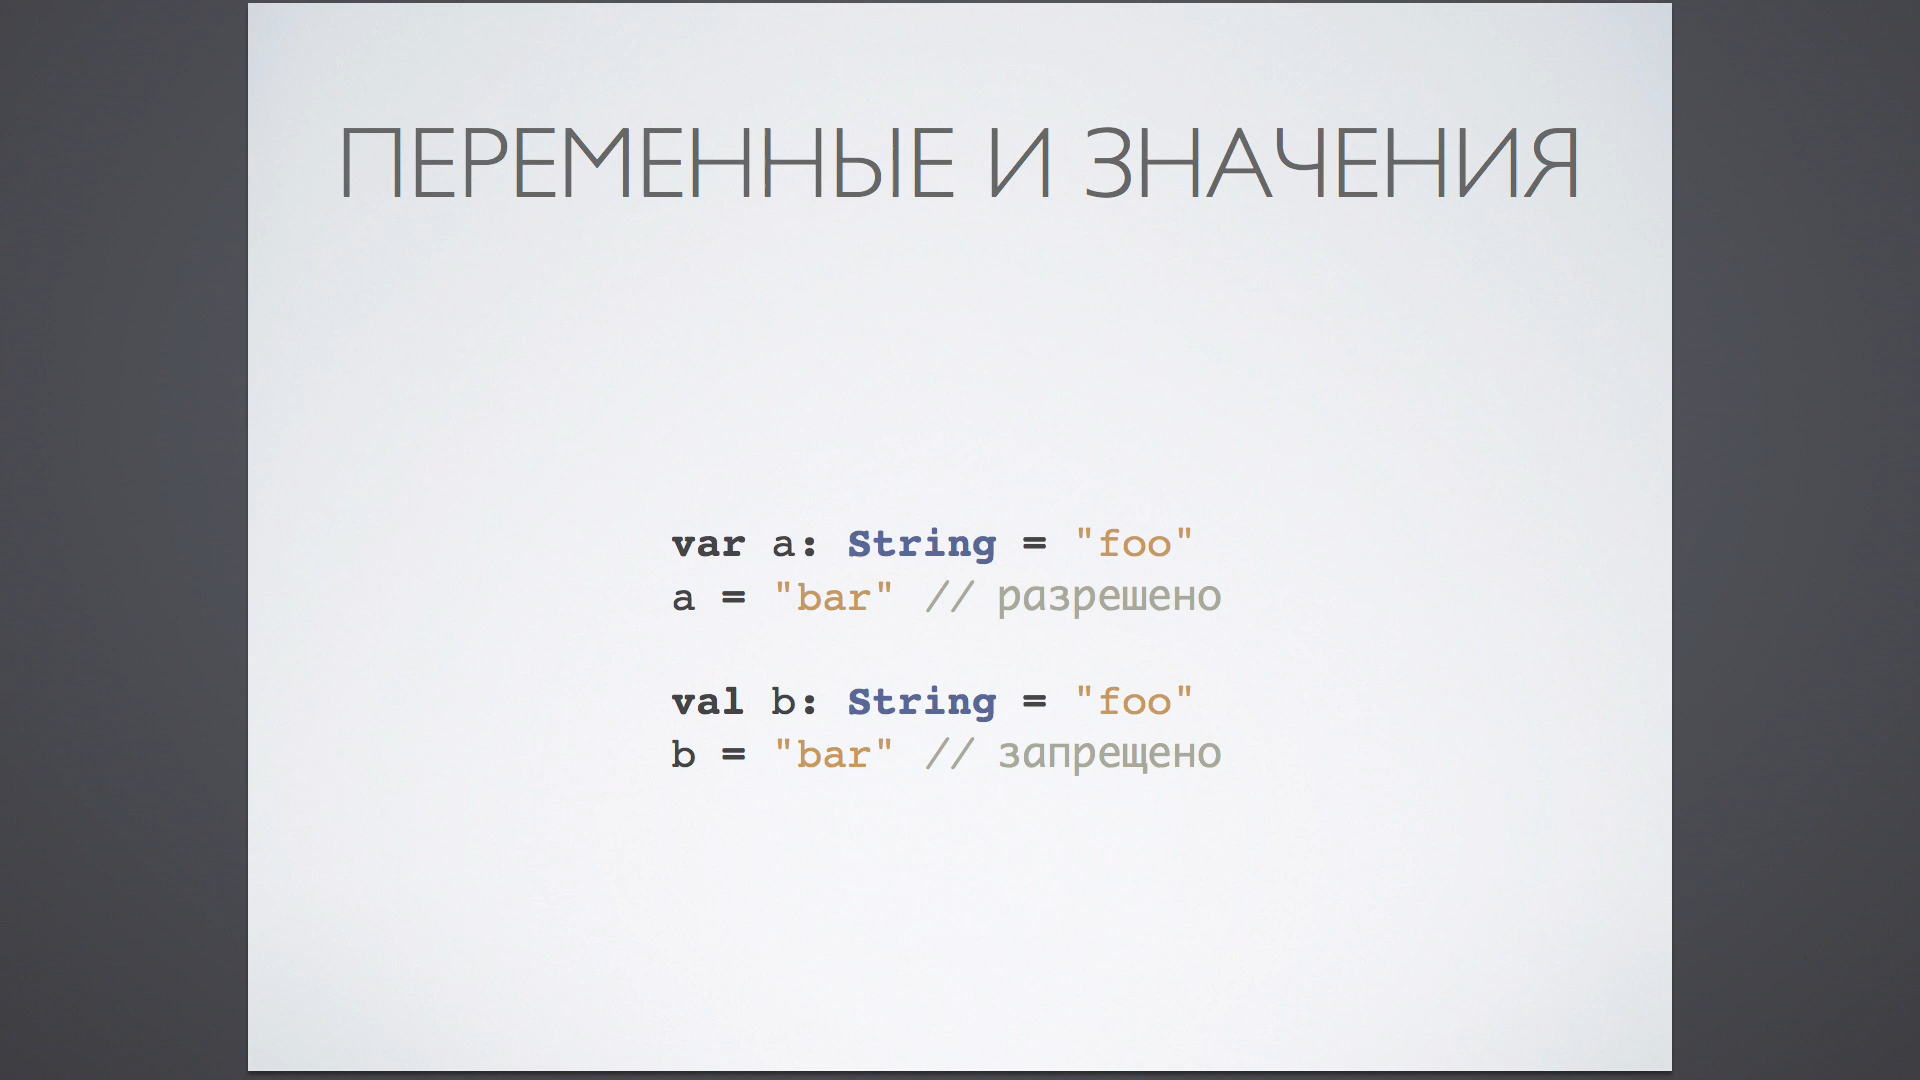 ПЕРЕМЕННЫЕ И ЗНАЧЕНИЯ
var a: String = "foo"
a = "bar" // разрешено
val b: String = "foo"
b = "bar" // запрещено